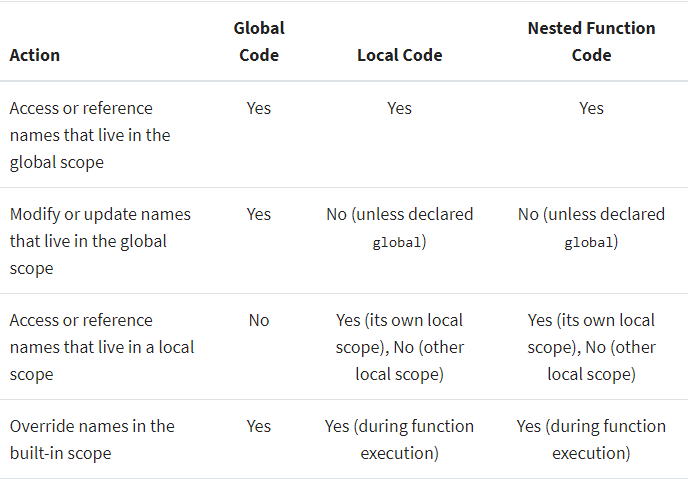 Action
Global
Code
Local Code
Nested Function
Code
Access or reference
names that live in the
global scope
Yes
Yes
Yes
Modify or update names
that live in the global
scope
Yes
No (unless declared
global)
No (unless declared
global)
Access or reference
names that live in a local
scope
No
Yes (its own local
scope), No (other
local scope)
Yes (its own local
scope), No (other
local scope)
Override names in the
built-in scope
Yes
Yes (during function
execution)
Yes (during function
execution)